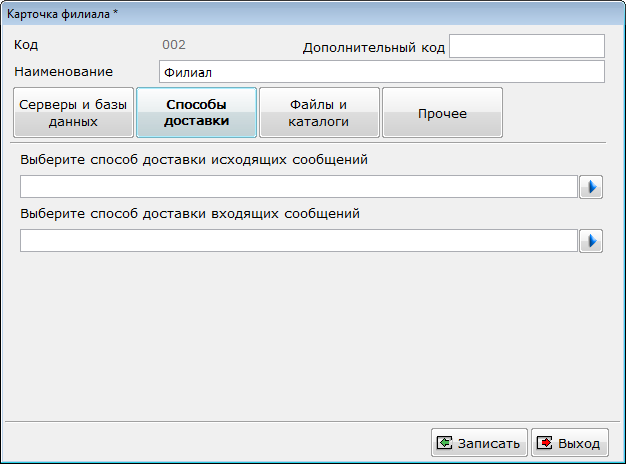 Карточка филиала *
Код 002 Дополнительный код
Наименование Филиал
Серверы и базы данных
Способы доставки
Файлы и каталоги
Прочее
Выберите способ доставки исходящих сообщений
Выберите способ доставки входящих сообщений
Записать Выход